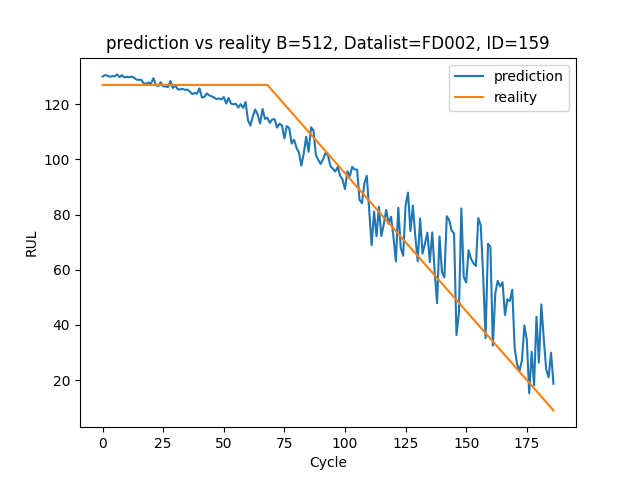 prediction vs reality B=512, Datalist=FD002, ID=159
prediction
reality
RUL
120
100
80
60
40
20
0 25 50 75 100 125 150 175
Cycle